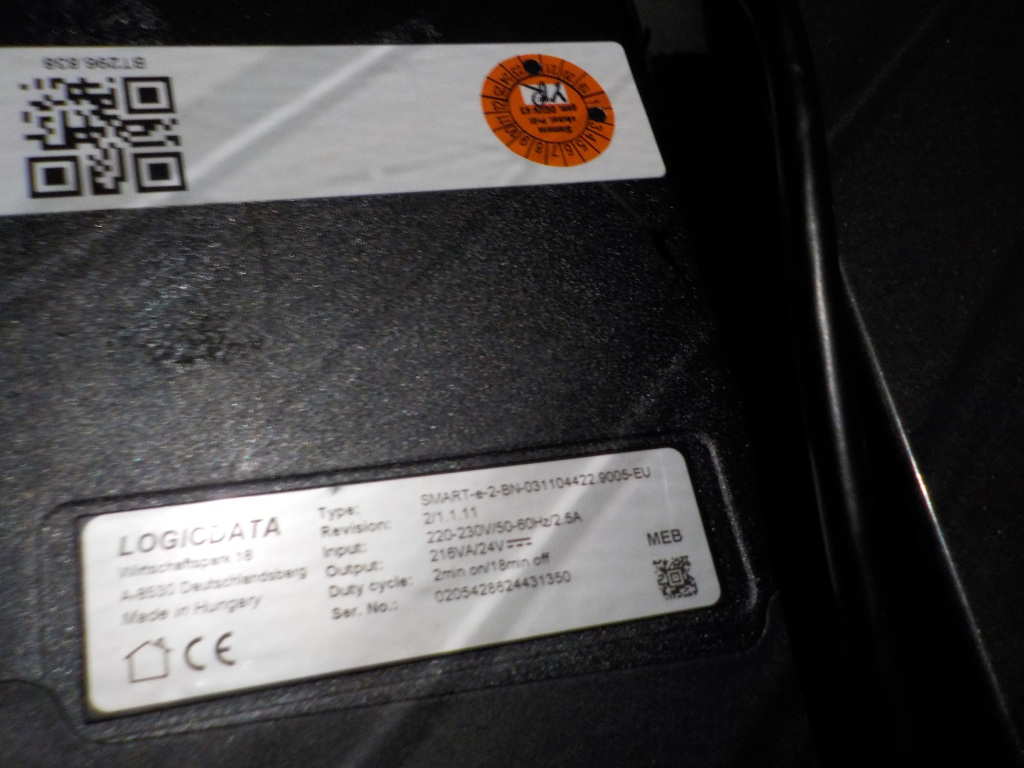 BT296.836
LOGICDATA
Wirtschaftspark 18
A-8530 Deutschlandsberg
Made in Hungary
CE
Type: SMART-e-2-BN-031104422.9005-EU
Revision: 2/1.1.11
Input: 220-230V/50-60Hz/2.5A
Output: 216VA/24V
Duty cycle: 2min on/18min off
Ser. No.: 0205428624431350
MEB